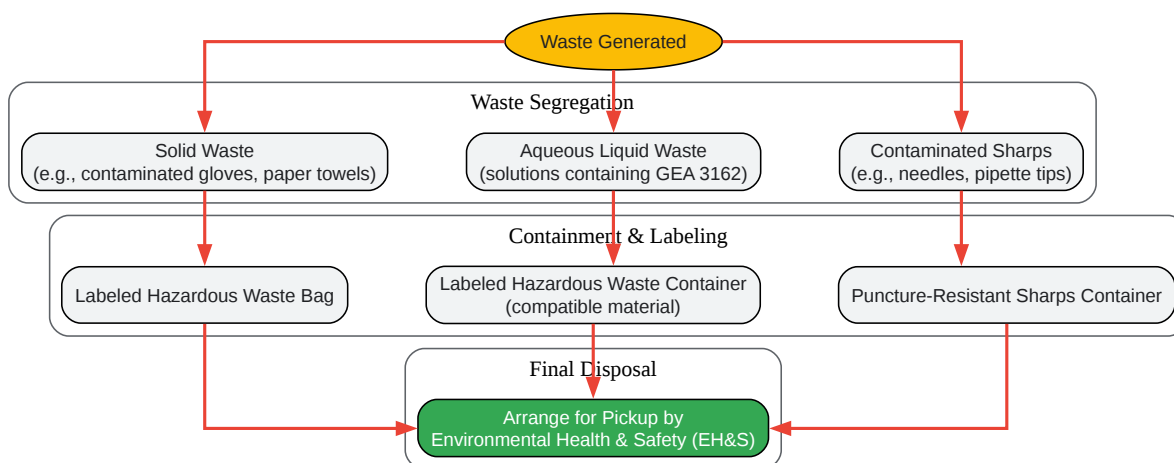 Waste Generated
Waste Segregation
Solid Waste
(e.g., contaminated gloves, paper towels)
Aqueous Liquid Waste
(solutions containing GEA 3162)
Contaminated Sharps
(e.g., needles, pipette tips)
Containment & Labeling
Labeled Hazardous Waste Bag
Labeled Hazardous Waste Container
(compatible material)
Puncture-Resistant Sharps Container
Final Disposal
Arrange for Pickup by
Environmental Health & Safety (EH&S)